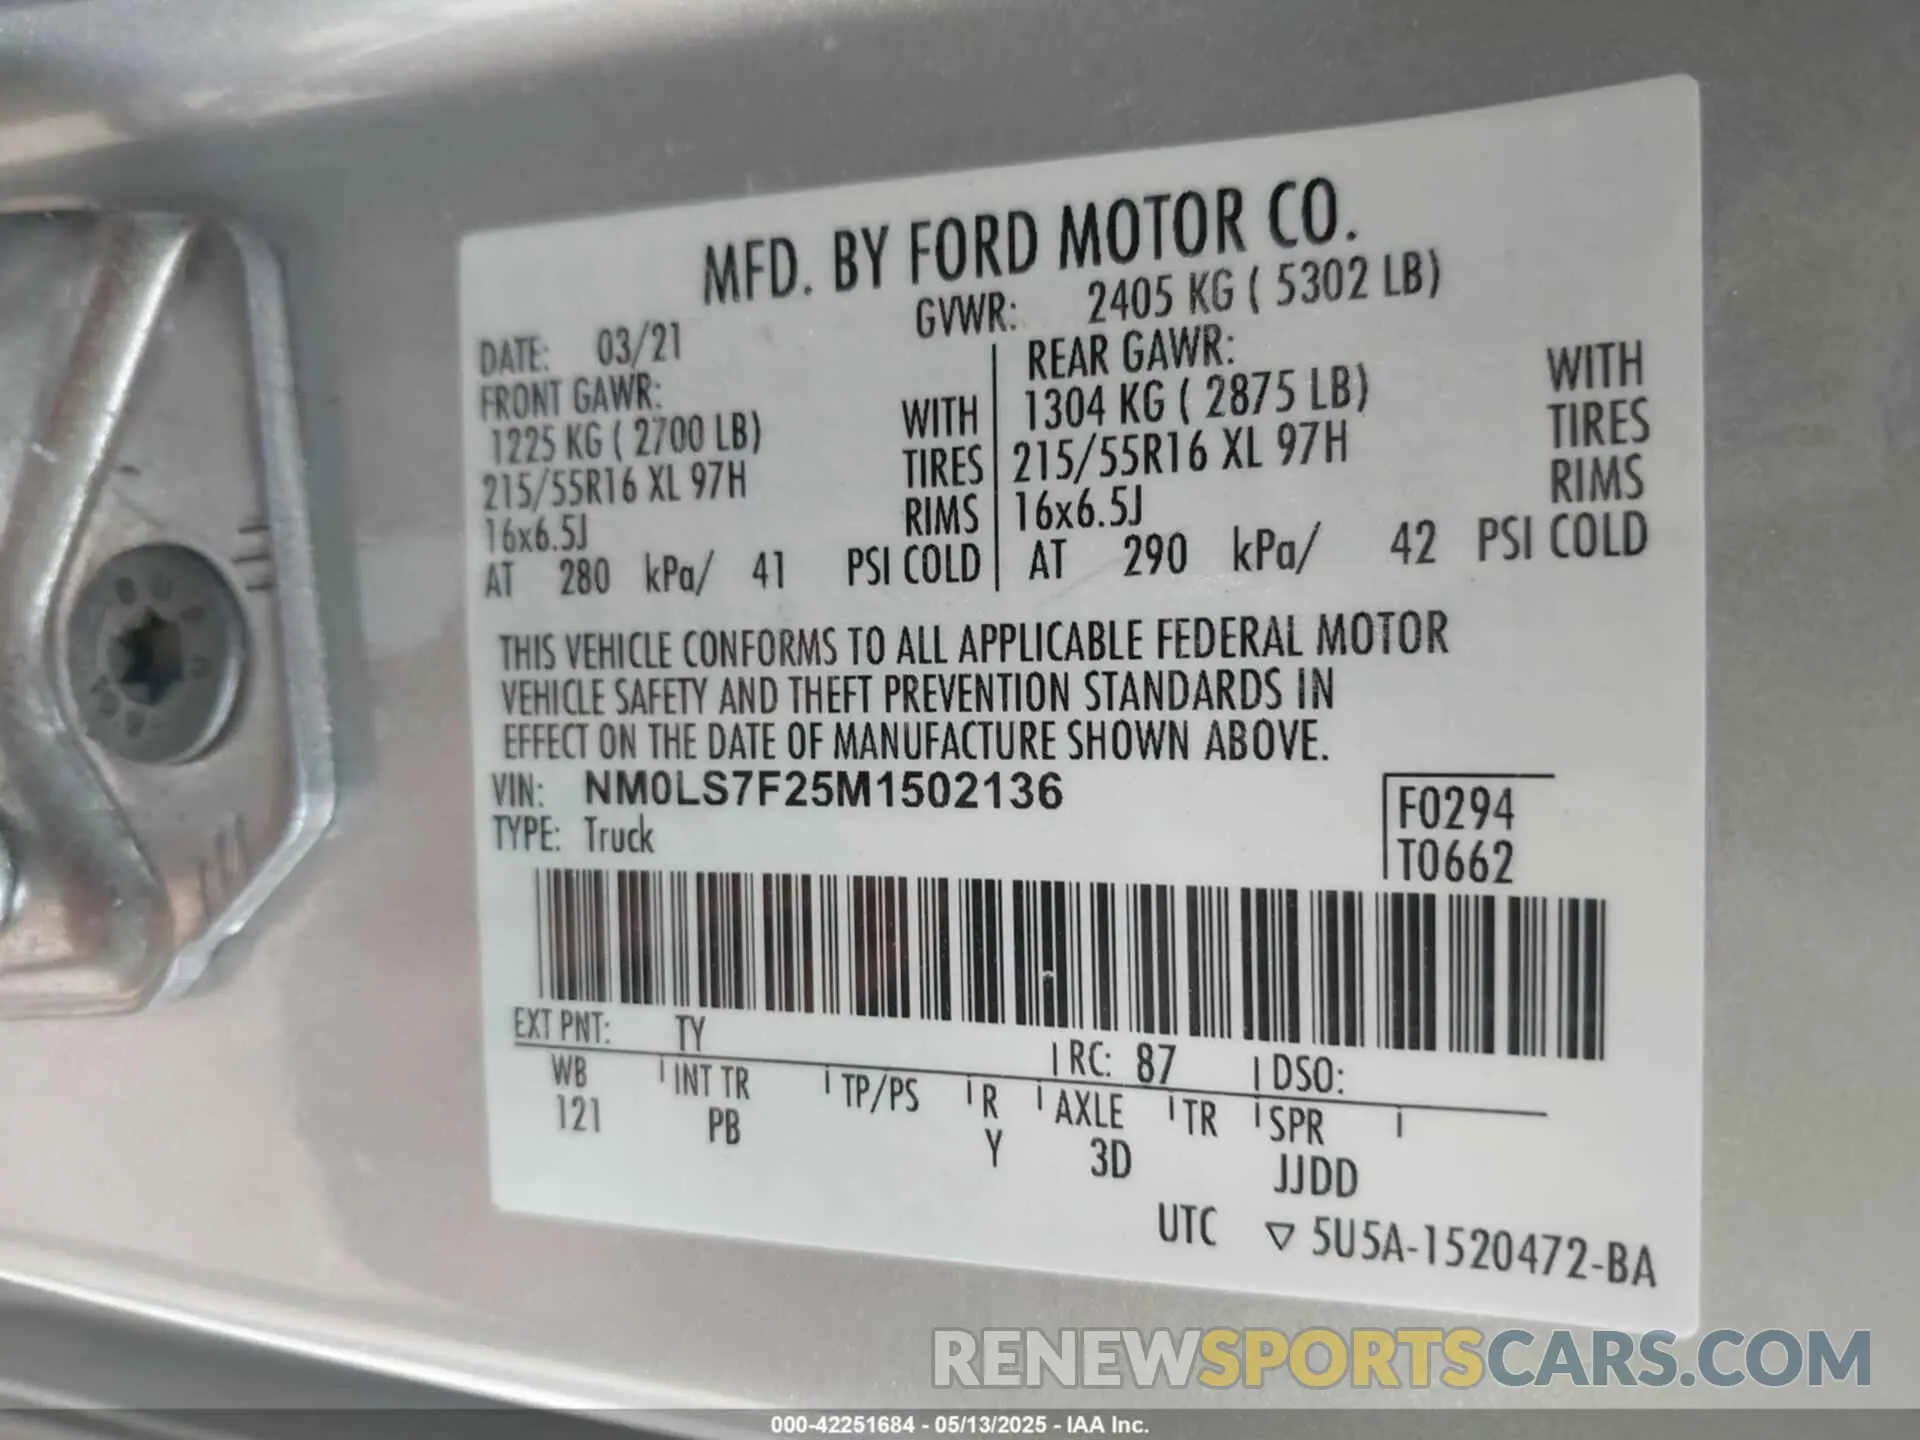 MFD. BY FORD MOTOR CO.
DATE: 03/21 GVWR: 2405 KG ( 5302 LB)
FRONT GAWR: REAR GAWR:
1225 KG ( 2700 LB) WITH 1304 KG ( 2875 LB) WITH
215/55R16 XL 97H TIRES 215/55R16 XL 97H TIRES
16x6.5J RIMS 16x6.5J RIMS
AT 280 kPa/ 41 PSI COLD AT 290 kPa/ 42 PSI COLD
THIS VEHICLE CONFORMS TO ALL APPLICABLE FEDERAL MOTOR
VEHICLE SAFETY AND THEFT PREVENTION STANDARDS IN
EFFECT ON THE DATE OF MANUFACTURE SHOWN ABOVE.
VIN: NM0LS7F25M1502136 F0294
TYPE: Truck T0662
EXT PNT: TY RC: 87 DSO:
WB INT TR TP/PS R AXLE TR SPR
121 PB Y 3D JJDD
UTC ▽ 5U5A-1520472-BA
RENEWSPORTSCARS.COM
000-42251684 - 05/13/2025 - IAA Inc.